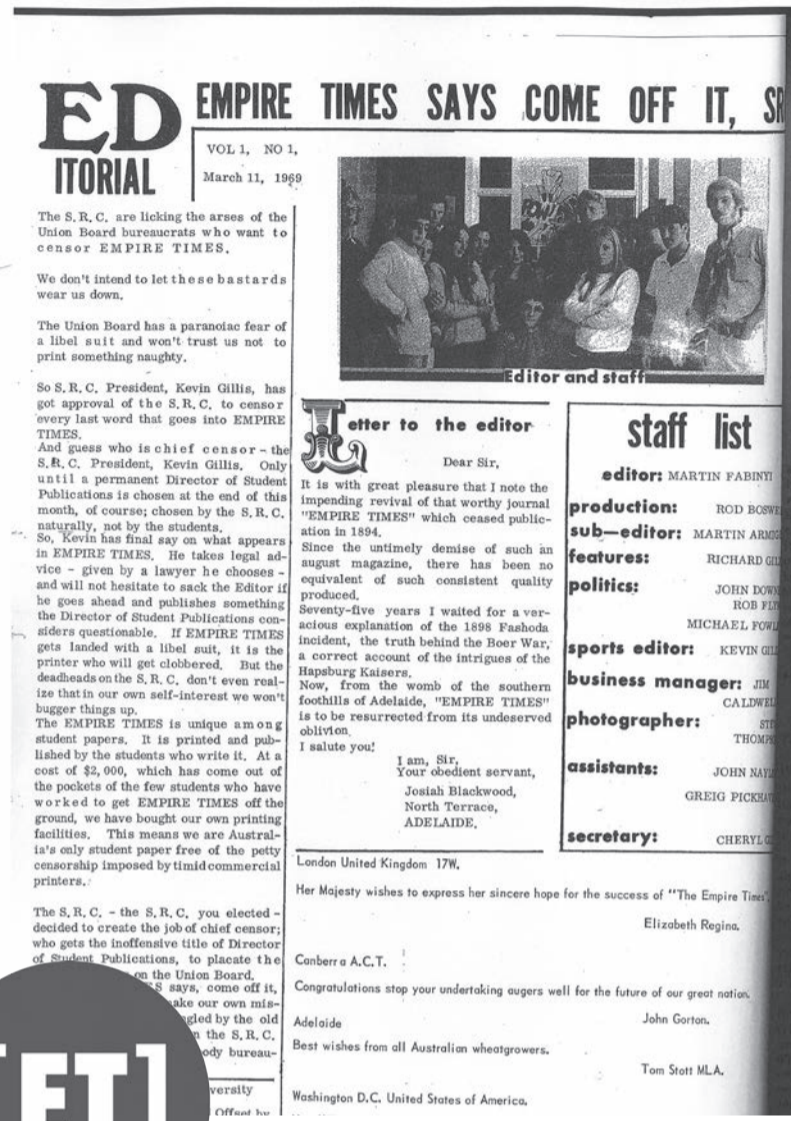 ED
ITORIAL
EMPIRE TIMES SAYS COME OFF IT,
VOL 1, NO 1,
March 11, 1969
The S.R.C. are licking the arses of the
Union Board bureaucrats who want to
censor EMPIRE TIMES.
We don't intend to let these bastards
wear us down.
The Union Board has a paranoiac fear of
a libel suit and won't trust us not to
print something naughty.
So S.R.C. President, Kevin Gillis, has
got approval of the S.R.C. to censor
every last word that goes into EMPIRE
TIMES.
And guess who is chief censor - the
S.R.C. President, Kevin Gillis. Only
until a permanent Director of Student
Publications is chosen at the end of this
month, of course; chosen by the S.R.C.
naturally, not by the students.
So, Kevin has final say on what appears
in EMPIRE TIMES. He takes legal ad-
vice - given by a lawyer he chooses -
and will not hesitate to sack the Editor if
he goes ahead and publishes something
the Director of Student Publications con-
siders questionable. If EMPIRE TIMES
gets landed with a libel suit, it is the
printer who will get clobbered. But the
deadheads on the S.R.C. don't even real-
ize that in our own self-interest we won't
bugger things up.
The EMPIRE TIMES is unique among
student papers. It is printed and pub-
lished by the students who write it. At a
cost of $2,000, which has come out of
the pockets of the few students who have
worked to get EMPIRE TIMES off the
ground, we have bought our own printing
facilities. This means we are Austral-
ia's only student paper free of the petty
censorship imposed by timid commercial
printers.
The S.R.C. - the S.R.C. you elected -
decided to create the job of chief censor;
who gets the inoffensive title of Director
of Student Publications, to placate the
on the Union Board.
says, come off it,
make our own mis-
by the old
the S.R.C.
bureau-
Offset by
[ET]
Editor and staff
Letter to the editor
Dear Sir,
It is with great pleasure that I note the
impending revival of that worthy journal
"EMPIRE TIMES" which ceased public-
ation in 1894.
Since the untimely demise of such an
august magazine, there has been no
equivalent of such consistent quality
produced.
Seventy-five years I waited for a ver-
acious explanation of the 1898 Fashoda
incident, the truth behind the Boer War,
a correct account of the intrigues of the
Hapsburg Kaisers.
Now, from the womb of the southern
foothills of Adelaide, "EMPIRE TIMES"
is to be resurrected from its undeserved
oblivion.
I salute you!
I am, Sir,
Your obedient servant,
Josiah Blackwood,
North Terrace,
ADELAIDE.
staff list
editor: MARTIN FABINYI
production: ROD
sub-editor: MARTIN
features: RICHARD
politics: JOHN
ROB
MICHAEL
sports editor: KEVIN
business manager: JIM
photographer:
assistants: JOHN
GREIG
secretary: CHERYL
London United Kingdom 17W.
Her Majesty wishes to express her sincere hope for the success of "The Empire Times".
Elizabeth Regina.
Canberra A.C.T.
Congratulations stop your undertaking augers well for the future of our great nation.
John Gorton.
Adelaide
Best wishes from all Australian wheatgrowers.
Tom Stott MLA.
Washington D.C. United States of America.